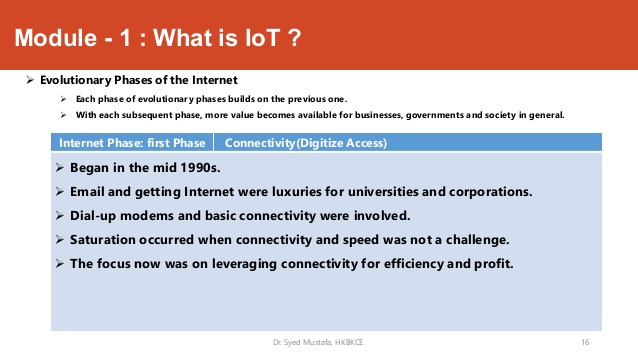 Module - 1 : What is IoT ?
➢ Evolutionary Phases of the Internet
➢ Each phase of evolutionary phases builds on the previous one.
➢ With each subsequent phase, more value becomes available for businesses, governments and society in general.
Internet Phase: first Phase Connectivity(Digitize Access)
➢ Began in the mid 1990s.
➢ Email and getting Internet were luxuries for universities and corporations.
➢ Dial-up modems and basic connectivity were involved.
➢ Saturation occurred when connectivity and speed was not a challenge.
➢ The focus now was on leveraging connectivity for efficiency and profit.
Dr. Syed Mustafa, HKBKCE. 16